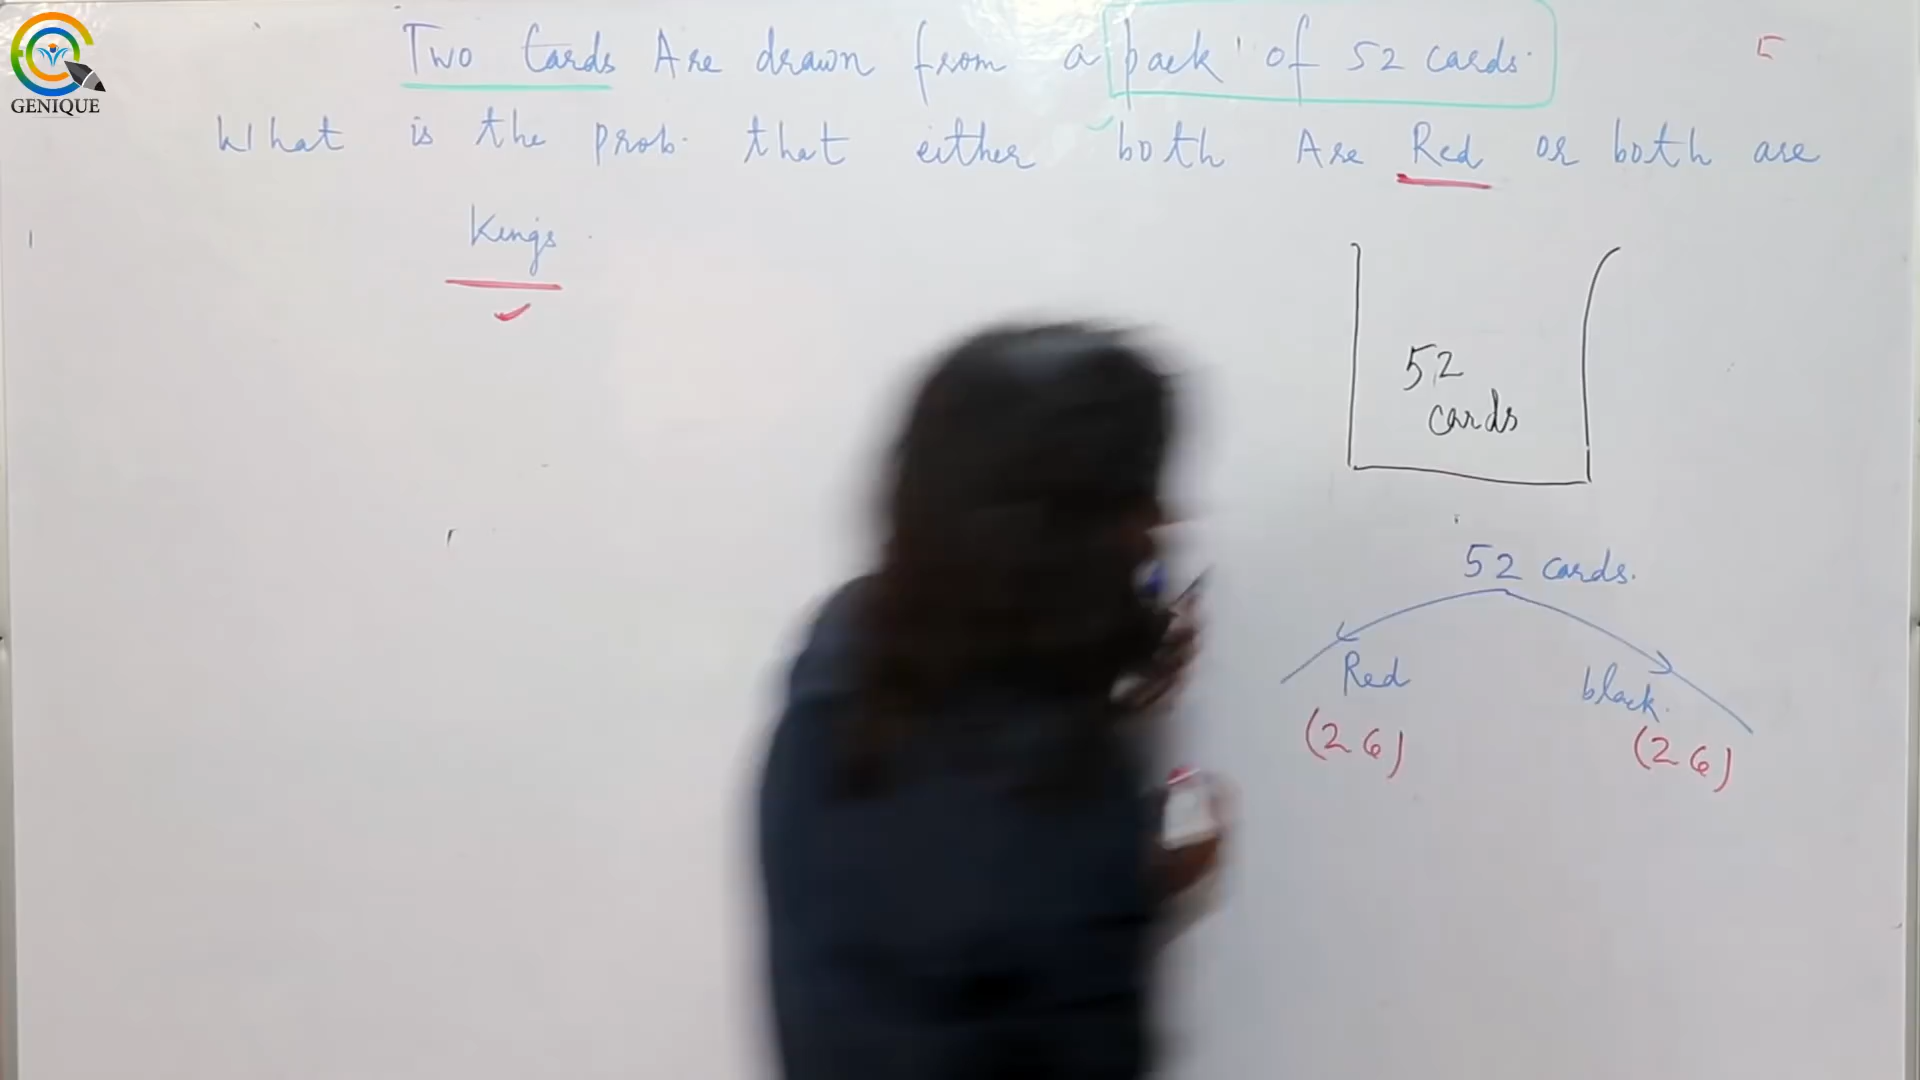 GENIQUE
Two Cards Are drawn from a pack of 52 cards.
What is the prob. that either both Are Red or both are
Kings
52
cards
52 cards.
Red
black.
(26)
(26)